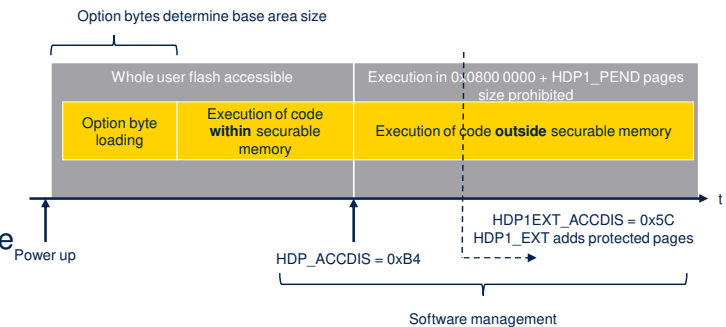 Option bytes determine base area size
Whole user flash accessible
Execution in 0x0800 0000 + HDP1_PEND pages
size prohibited
Option byte
loading
Execution of code
within securable
memory
Execution of code outside securable memory
t
e
Power up
HDP_ACCDIS = 0xB4
HDP1EXT_ACCDIS = 0x5C
HDP1_EXT adds protected pages
Software management